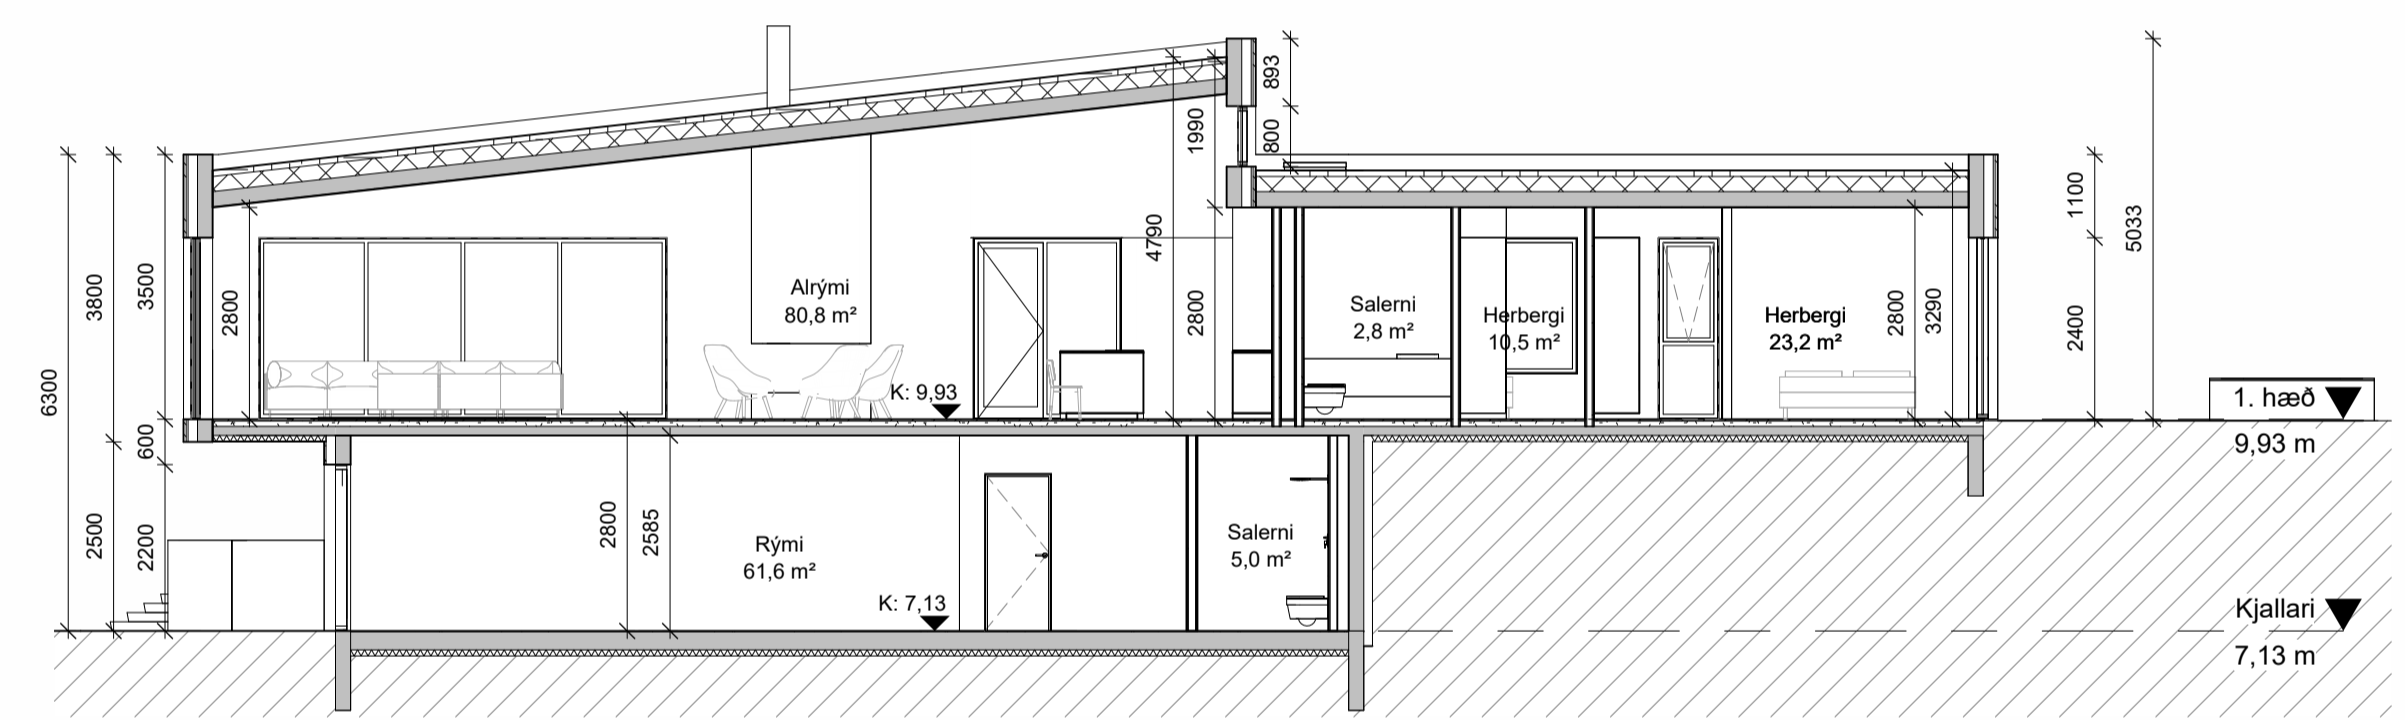 893
800
1990
4790
2800
6300
3800
3500
2800
600
2500
2200
Alrými
80,8 m²
K: 9,93
Salerni
2,8 m²
Herbergi
10,5 m²
Herbergi
23,2 m²
2800
3290
1100
2400
5033
1. hæð
9,93 m
2800
2585
Rými
61,6 m²
K: 7,13
Salerni
5,0 m²
Kjallari
7,13 m